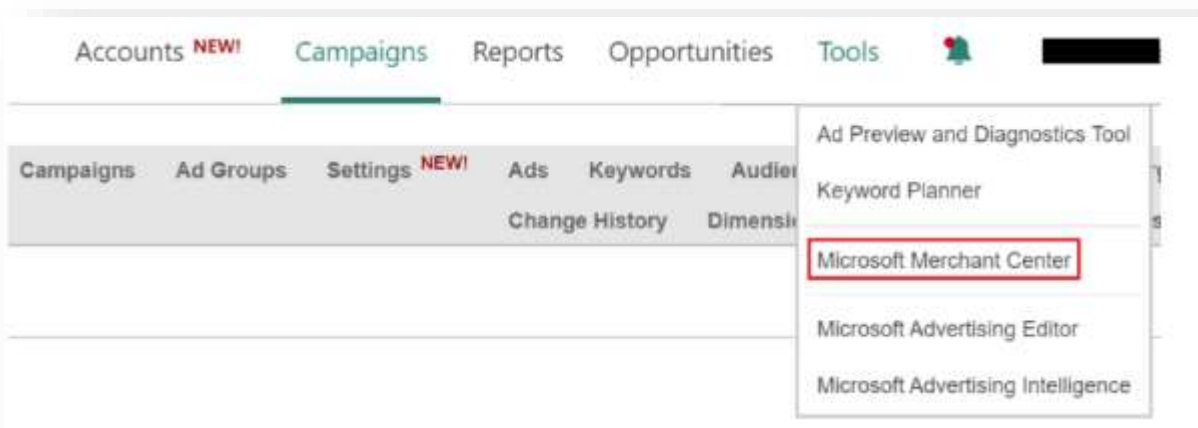 Accounts NEW! Campaigns Reports Opportunities Tools
Campaigns Ad Groups Settings NEW! Ads Keywords
Change History
Ad Preview and Diagnostics Tool
Keyword Planner
Microsoft Merchant Center
Microsoft Advertising Editor
Microsoft Advertising Intelligence